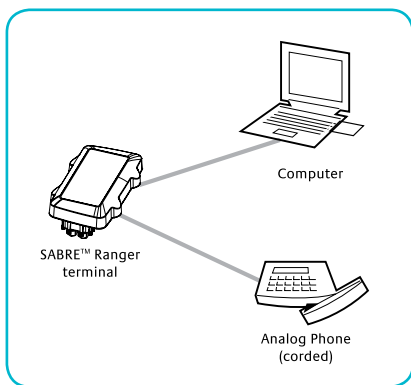 Computer
SABRE™ Ranger
terminal
Analog Phone
(corded)